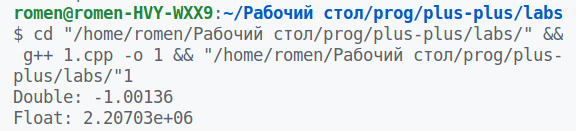 romen@romen-HVY-WXX9:~/Рабочий стол/prog/plus-plus/labs
$ cd "/home/romen/Рабочий стол/prog/plus-plus/labs/" &&
g++ 1.cpp -o 1 && "/home/romen/Рабочий стол/prog/plus-
plus/labs/"1
Double: -1.00136
Float: 2.20703e+06